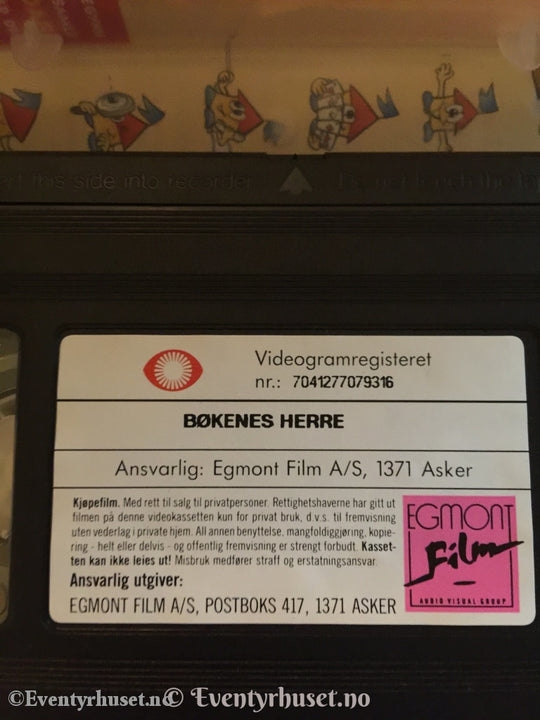 ert this side into recorder
Do not touch the ta
Videogramregisteret
nr.: 7041277079316
BØKENES HERRE
Ansvarlig: Egmont Film A/S, 1371 Asker
Kjøpefilm. Med rett til salg til privatpersoner. Rettighetshaverne har gitt ut
filmen på denne videokassetten kun for privat bruk, d.v.s. til fremvisning
uten vederlag i private hjem. All annen benyttelse, mangfoldiggjøring, kopie-
ring - helt eller delvis - og offentlig fremvisning er strengt forbudt. Kasset-
ten kan ikke leies ut! Misbruk medfører straff og erstatningsansvar.
Ansvarlig utgiver:
EGMONT FILM A/S, POSTBOKS 417, 1371 ASKER
EGMONT
Film
AUDIO VISUAL GROUP
©Eventyrhuset.no
© Eventyrhuset.no